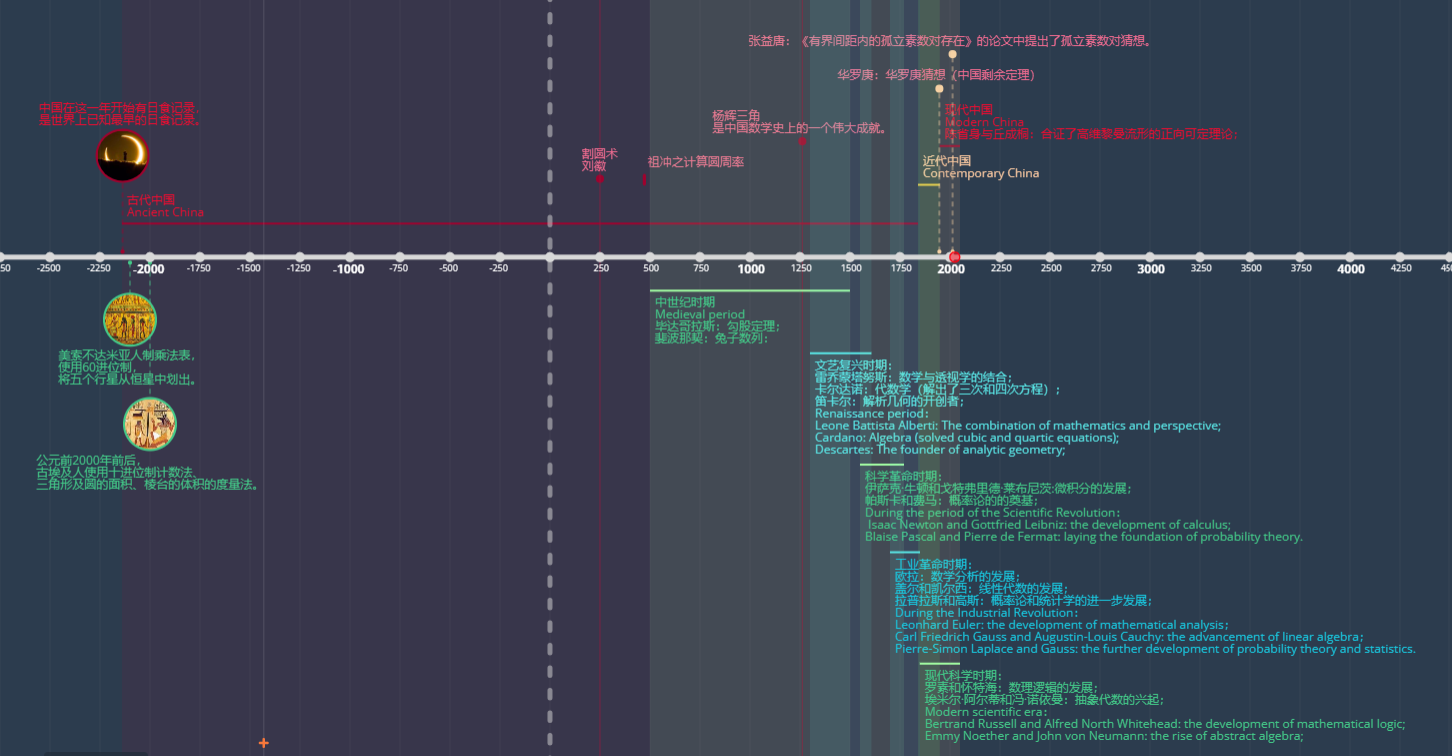 张益唐：《有界间距内的孤立素数对存在》的论文中提出了孤立素数对猜想。
华罗庚：华罗庚猜想（中国剩余定理）
中国在这一年开始有日食记录，
是世界上已知最早的日食记录。
杨辉三角
是中国数学史上的一个伟大成就。
现代中国
Modern China
陈省身与丘成桐：合证了高维黎曼流形的正向可定理论；
割圆术
刘徽
祖冲之计算圆周率
近代中国
Contemporary China
古代中国
Ancient China
50 -2500 -2250 -2000 -1750 -1500 -1250 -1000 -750 -500 -250 250 500 750 1000 1250 1500 1750 2000 2250 2500 2750 3000 3250 3500 3750 4000 4250 45
中世纪时期
Medieval period
毕达哥拉斯：勾股定理；
斐波那契：兔子数列：
美索不达米亚人制乘法表，
使用60进位制，
将五个行星从恒星中划出。
文艺复兴时期：
雷乔蒙塔努斯：数学与透视学的结合；
卡尔达诺：代数学（解出了三次和四次方程）；
笛卡尔：解析几何的开创者；
Renaissance period：
Leone Battista Alberti: The combination of mathematics and perspective;
Cardano: Algebra (solved cubic and quartic equations);
Descartes: The founder of analytic geometry;
公元前2000年前后，
古埃及人使用十进位制计数法、
三角形及圆的面积、棱台的体积的度量法。
科学革命时期：
伊萨克·牛顿和戈特弗里德·莱布尼茨:微积分的发展；
帕斯卡和费马：概率论的的奠基；
During the period of the Scientific Revolution：
Isaac Newton and Gottfried Leibniz: the development of calculus;
Blaise Pascal and Pierre de Fermat: laying the foundation of probability theory.
工业革命时期：
欧拉：数学分析的发展；
盖尔和凯尔西：线性代数的发展；
拉普拉斯和高斯：概率论和统计学的进一步发展；
During the Industrial Revolution：
Leonhard Euler: the development of mathematical analysis;
Carl Friedrich Gauss and Augustin-Louis Cauchy: the advancement of linear algebra;
Pierre-Simon Laplace and Gauss: the further development of probability theory and statistics.
现代科学时期：
罗素和怀特海：数理逻辑的发展；
埃米尔·阿尔蒂和冯·诺依曼：抽象代数的兴起；
Modern scientific era：
Bertrand Russell and Alfred North Whitehead: the development of mathematical logic;
Emmy Noether and John von Neumann: the rise of abstract algebra;